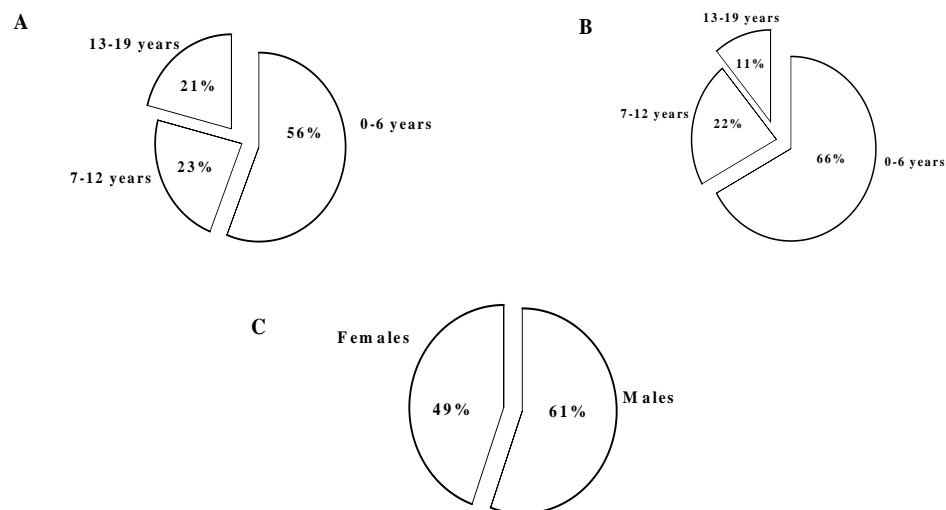 A
13-19 years
21%
56%
0-6 years
23%
7-12 years
B
13-19 years
11%
7-12 years
22%
66%
0-6 years
C
Females
49%
61%
Males